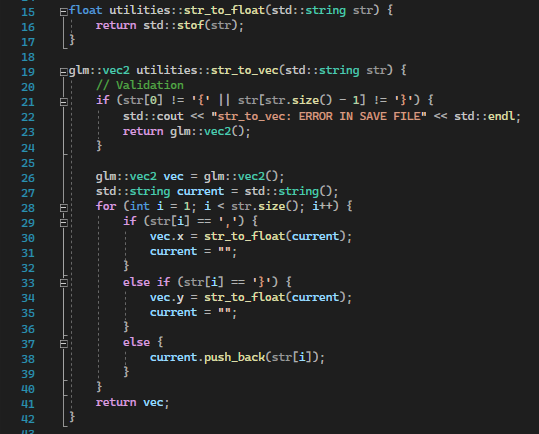 15 float utilities::str_to_float(std::string str) {
16     return std::stof(str);
17 }
18
19 glm::vec2 utilities::str_to_vec(std::string str) {
20     // Validation
21     if (str[0] != '{' || str[str.size() - 1] != '}') {
22         std::cout << "str_to_vec: ERROR IN SAVE FILE" << std::endl;
23         return glm::vec2();
24     }
25
26     glm::vec2 vec = glm::vec2();
27     std::string current = std::string();
28     for (int i = 1; i < str.size(); i++) {
29         if (str[i] == ',') {
30             vec.x = str_to_float(current);
31             current = "";
32         }
33         else if (str[i] == '}') {
34             vec.y = str_to_float(current);
35             current = "";
36         }
37         else {
38             current.push_back(str[i]);
39         }
40     }
41     return vec;
42 }